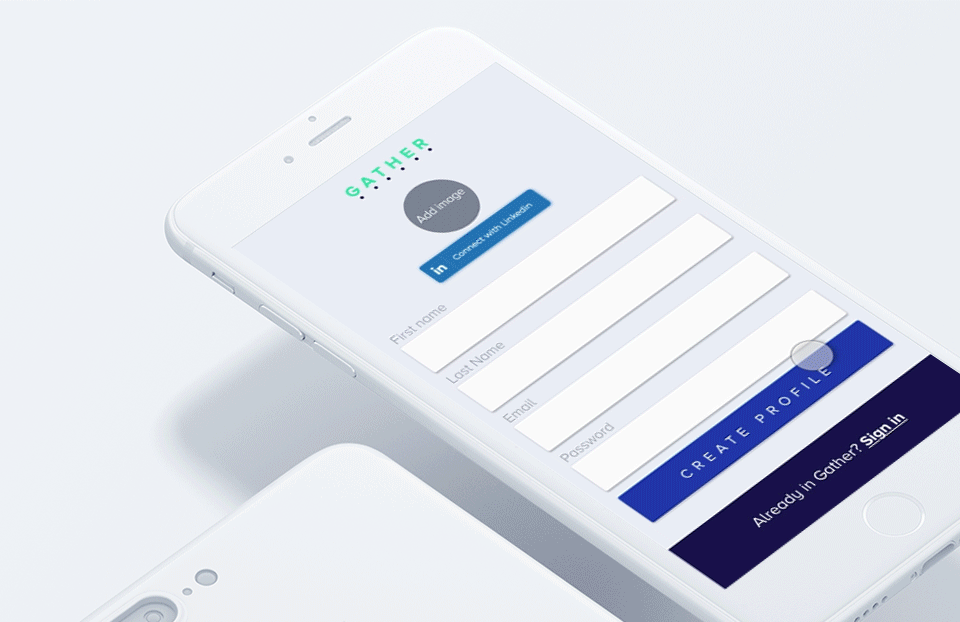 GATHER
Add image
in Connect with Linkedin
First name
Last Name
Email
Password
CREATE PROFILE
Already in Gather? Sign in